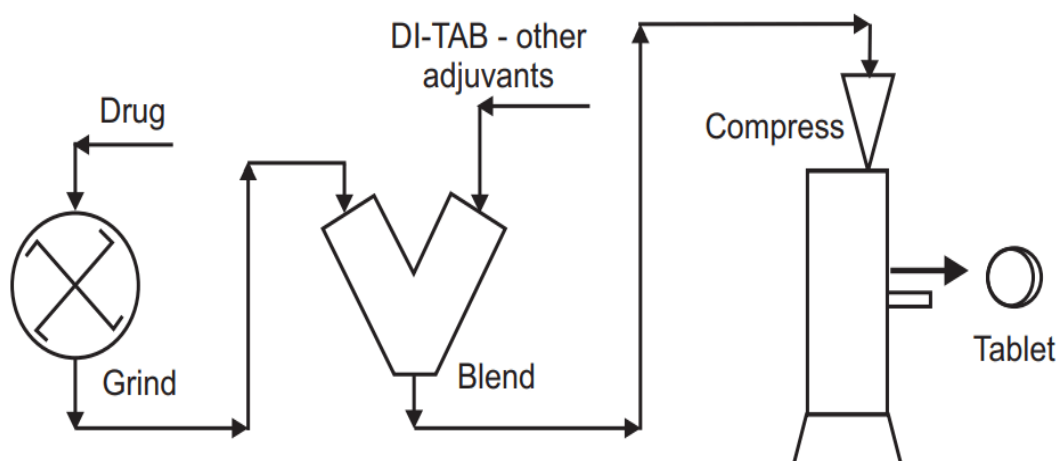 Drug
DI-TAB - other
adjuvants
Compress
Grind
Blend
Tablet